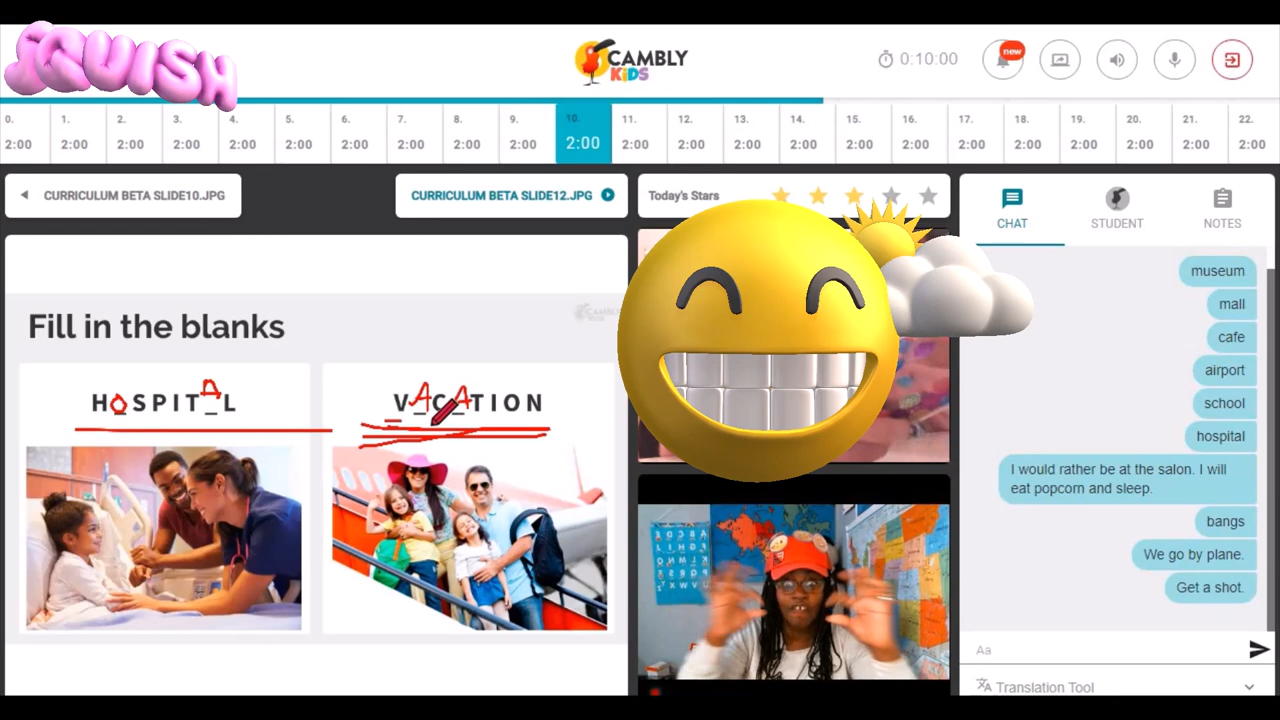 SQUISH
CAMBLY
KIDS
0:10:00
new
0. 1. 2. 3. 4. 5. 6. 7. 8. 9. 10. 11. 12. 13. 14. 15. 16. 17. 18. 19. 20. 21. 22.
2:00 2:00 2:00 2:00 2:00 2:00 2:00 2:00 2:00 2:00 2:00 2:00 2:00 2:00 2:00 2:00 2:00 2:00 2:00 2:00 2:00 2:00 2:00
CURRICULUM BETA SLIDE10.JPG
CURRICULUM BETA SLIDE12.JPG
Today's Stars
CHAT
STUDENT
NOTES
Fill in the blanks
HOSPITAL
VACATION
museum
mall
cafe
airport
school
hospital
I would rather be at the salon. I will
eat popcorn and sleep.
bangs
We go by plane.
Get a shot.
Aa
Translation Tool